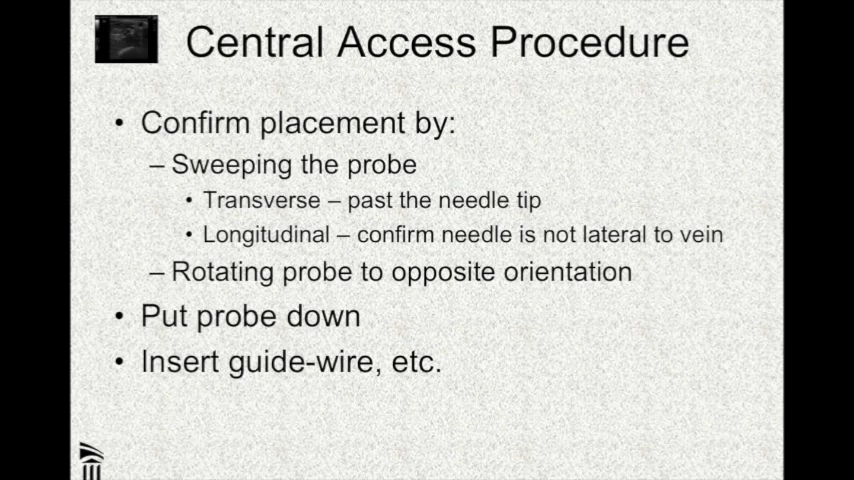 Central Access Procedure
• Confirm placement by:
– Sweeping the probe
• Transverse – past the needle tip
• Longitudinal – confirm needle is not lateral to vein
– Rotating probe to opposite orientation
• Put probe down
• Insert guide-wire, etc.